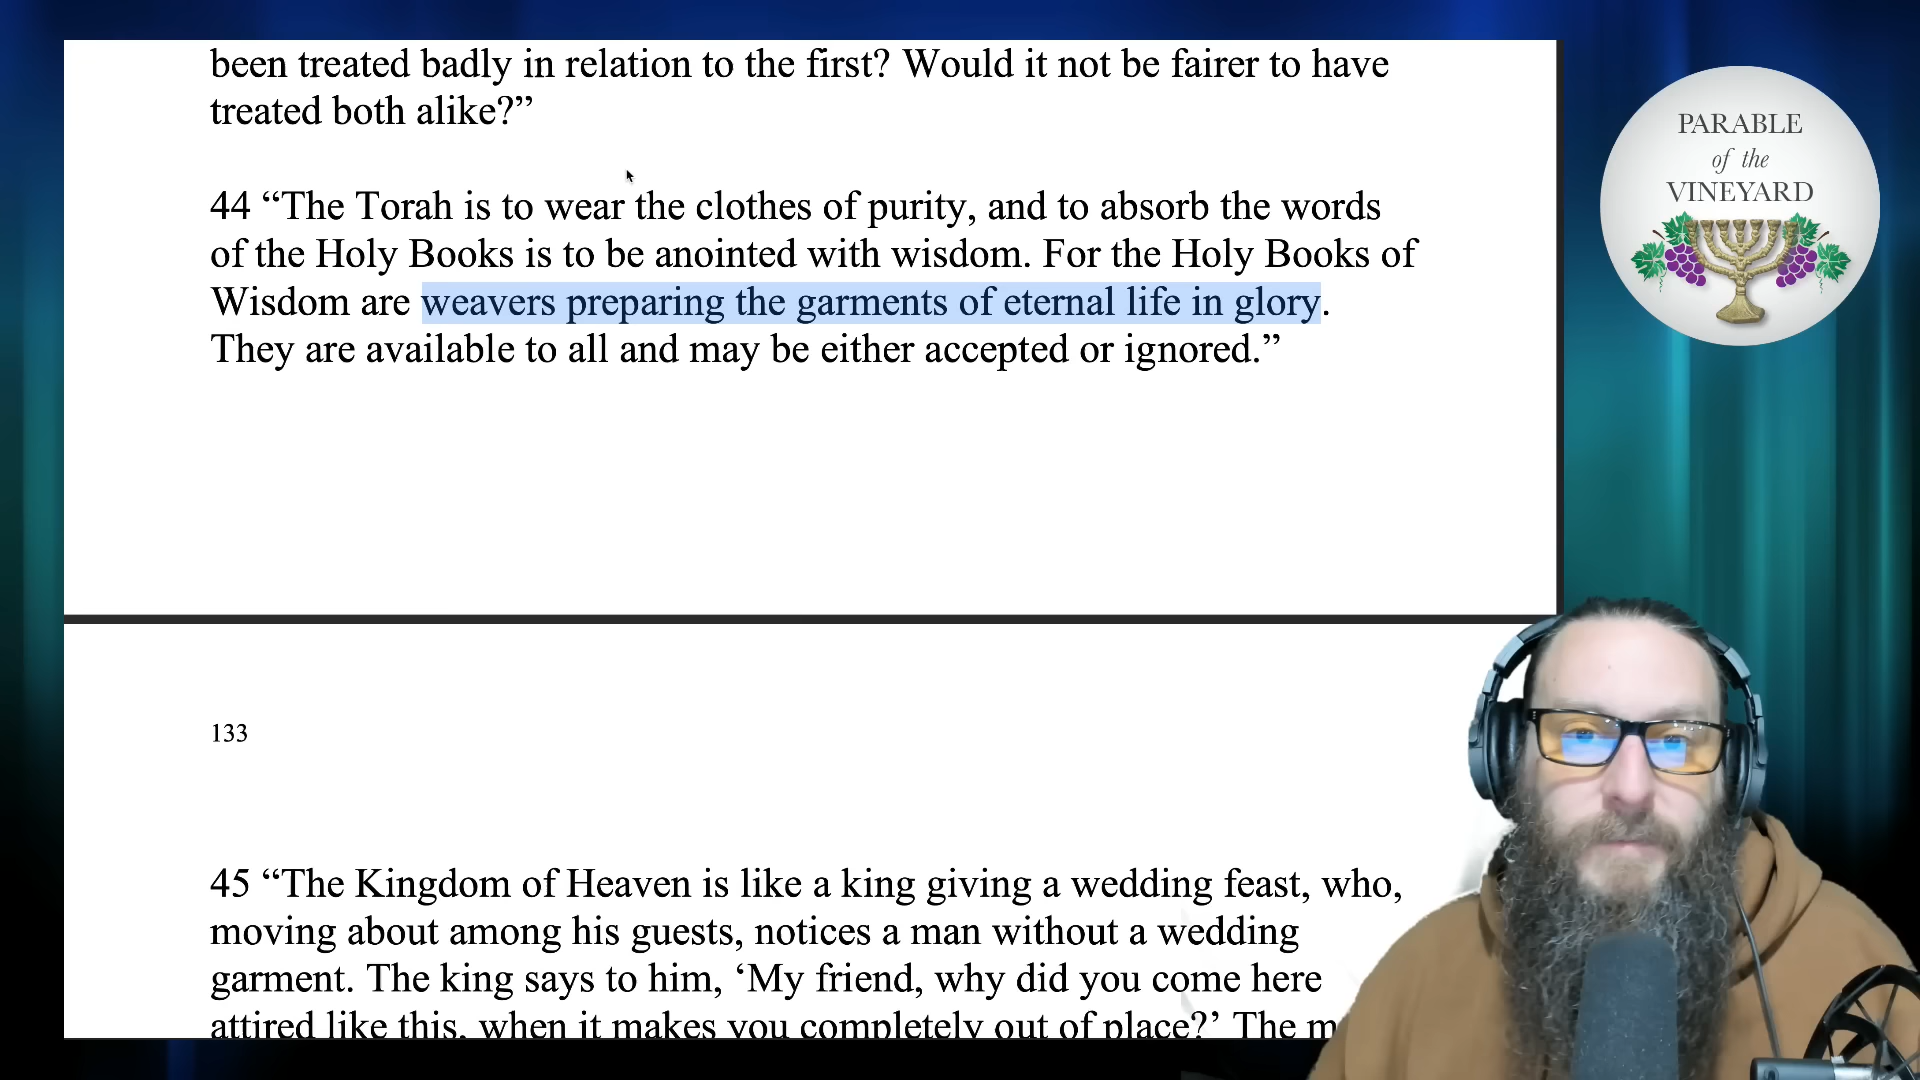 been treated badly in relation to the first? Would it not be fairer to have
treated both alike?”
44 “The Torah is to wear the clothes of purity, and to absorb the words
of the Holy Books is to be anointed with wisdom. For the Holy Books of
Wisdom are weavers preparing the garments of eternal life in glory.
They are available to all and may be either accepted or ignored.”
133
45 “The Kingdom of Heaven is like a king giving a wedding feast, who,
moving about among his guests, notices a man without a wedding
garment. The king says to him, ‘My friend, why did you come here
attired like this, when it makes you completely out of place?’ The
PARABLE
of the
VINEYARD